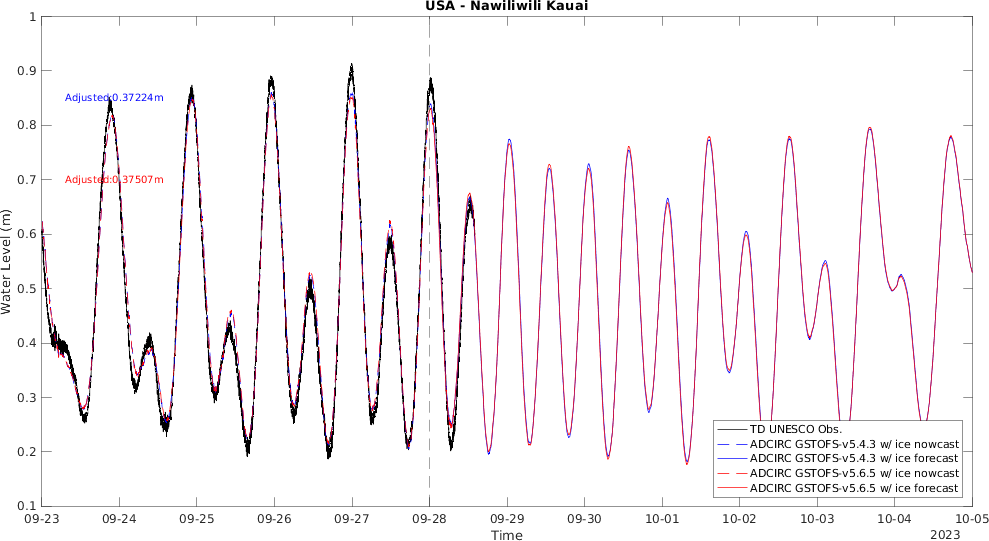 USA - Nawiliwili Kauai
1
0.9
0.8
0.7
0.6
0.5
0.4
0.3
0.2
0.1
Water Level (m)
Adjusted:0.37224m
Adjusted:0.37507m
TD UNESCO Obs.
ADCIRC GSTOFS-v5.4.3 w/ ice nowcast
ADCIRC GSTOFS-v5.4.3 w/ ice forecast
ADCIRC GSTOFS-v5.6.5 w/ ice nowcast
ADCIRC GSTOFS-v5.6.5 w/ ice forecast
09-23 09-24 09-25 09-26 09-27 09-28 09-29 09-30 10-01 10-02 10-03 10-04 10-05
Time
2023